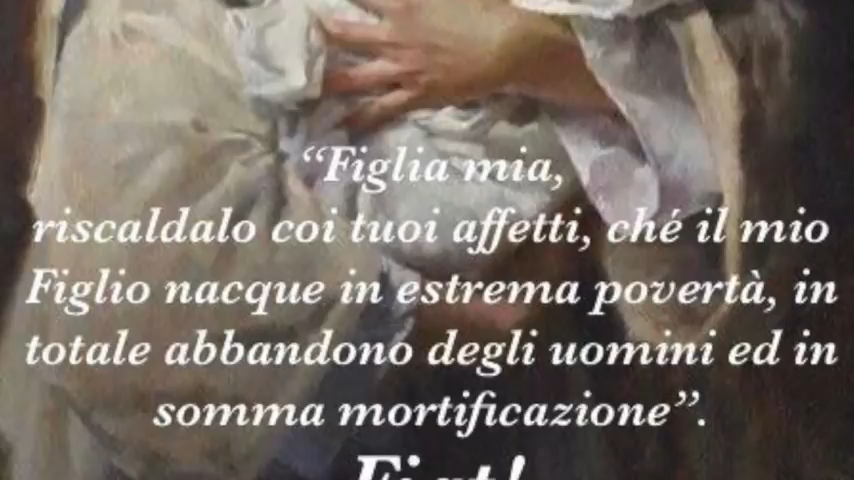 “Figlia mia,
riscaldalo coi tuoi affetti, ché il mio
Figlio nacque in estrema povertà, in
totale abbandono degli uomini ed in
somma mortificazione”.
Fiat!